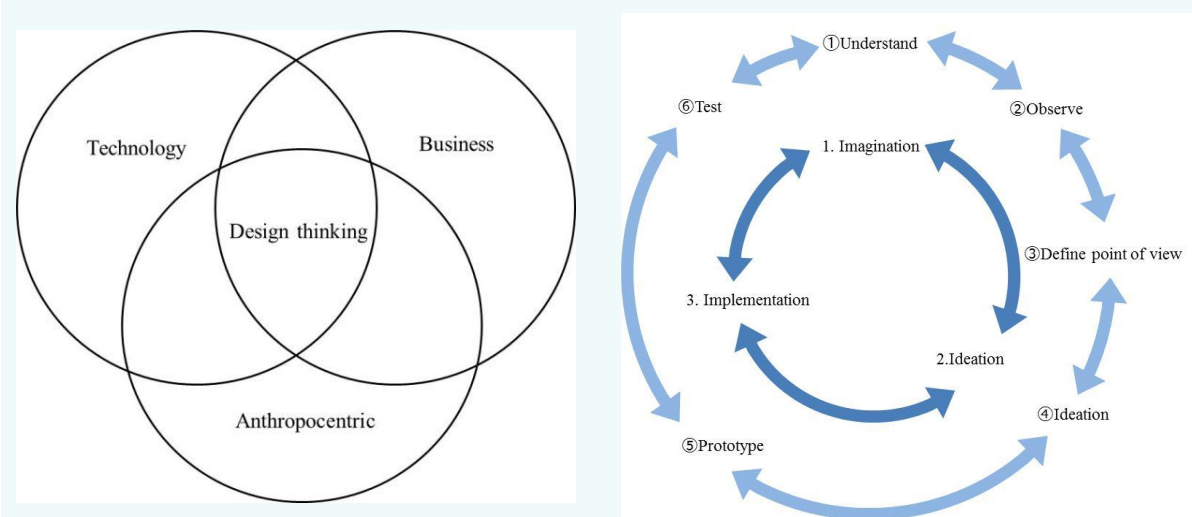 Technology
Business
Design thinking
Anthropocentric
①Understand
②Observe
③Define point of view
④Ideation
⑤Prototype
⑥Test
1. Imagination
2.Ideation
3. Implementation